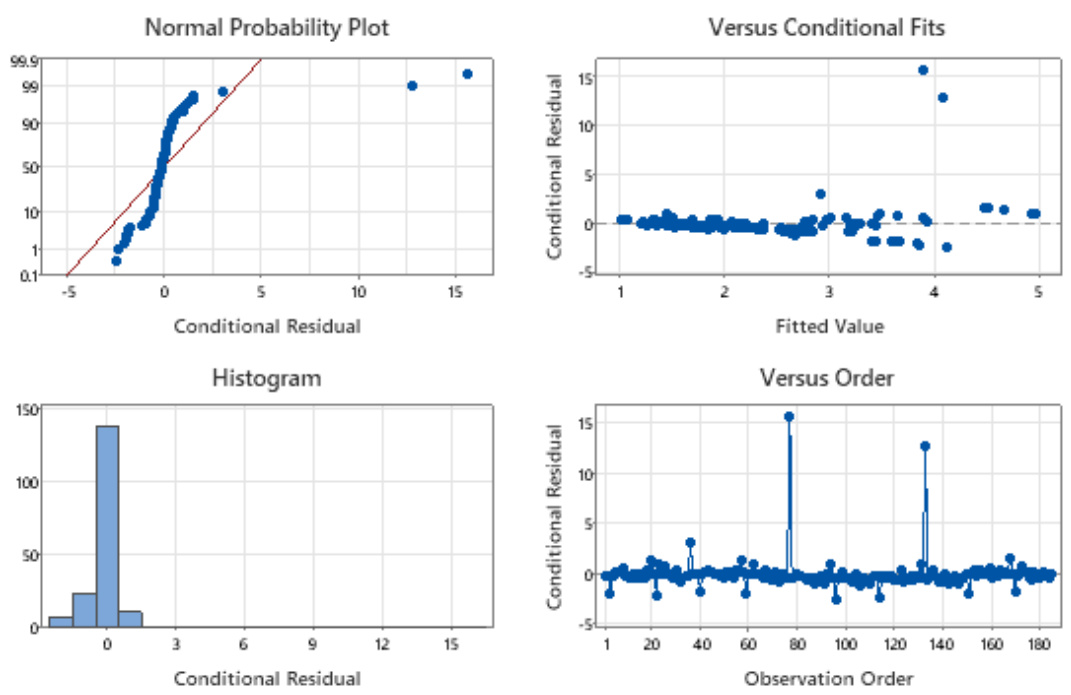 Normal Probability Plot
99.9
99
90
50
10
1
0.1
-5 0 5 10 15
Conditional Residual
Versus Conditional Fits
Conditional Residual
15
10
5
0
-5
1 2 3 4 5
Fitted Value
Histogram
150
100
50
0
0 3 6 9 12 15
Conditional Residual
Versus Order
Conditional Residual
15
10
5
0
-5
1 20 40 60 80 100 120 140 160 180
Observation Order